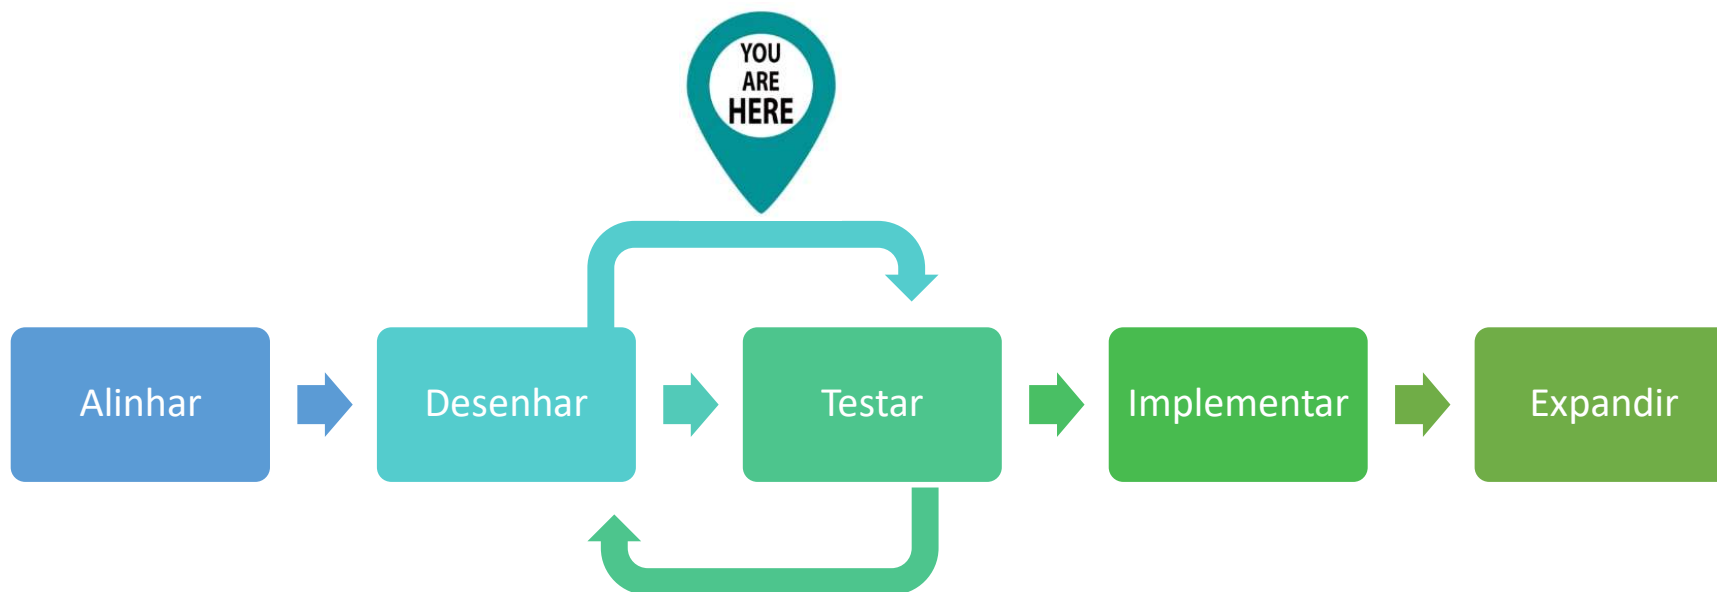 YOU
ARE
HERE
Alinhar
Desenhar
Testar
Implementar
Expandir